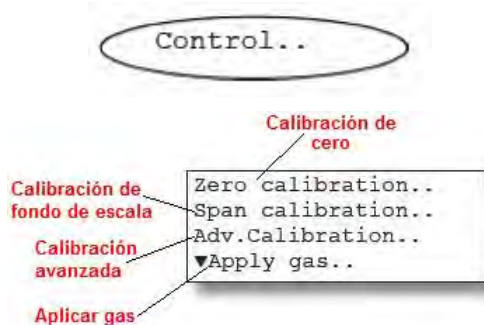 Control..
Calibración de
cero
Zero calibration..
Calibración de
fondo de escala
Span calibration..
Calibración
avanzada
Adv.Calibration..
Aplicar gas
▼Apply gas..